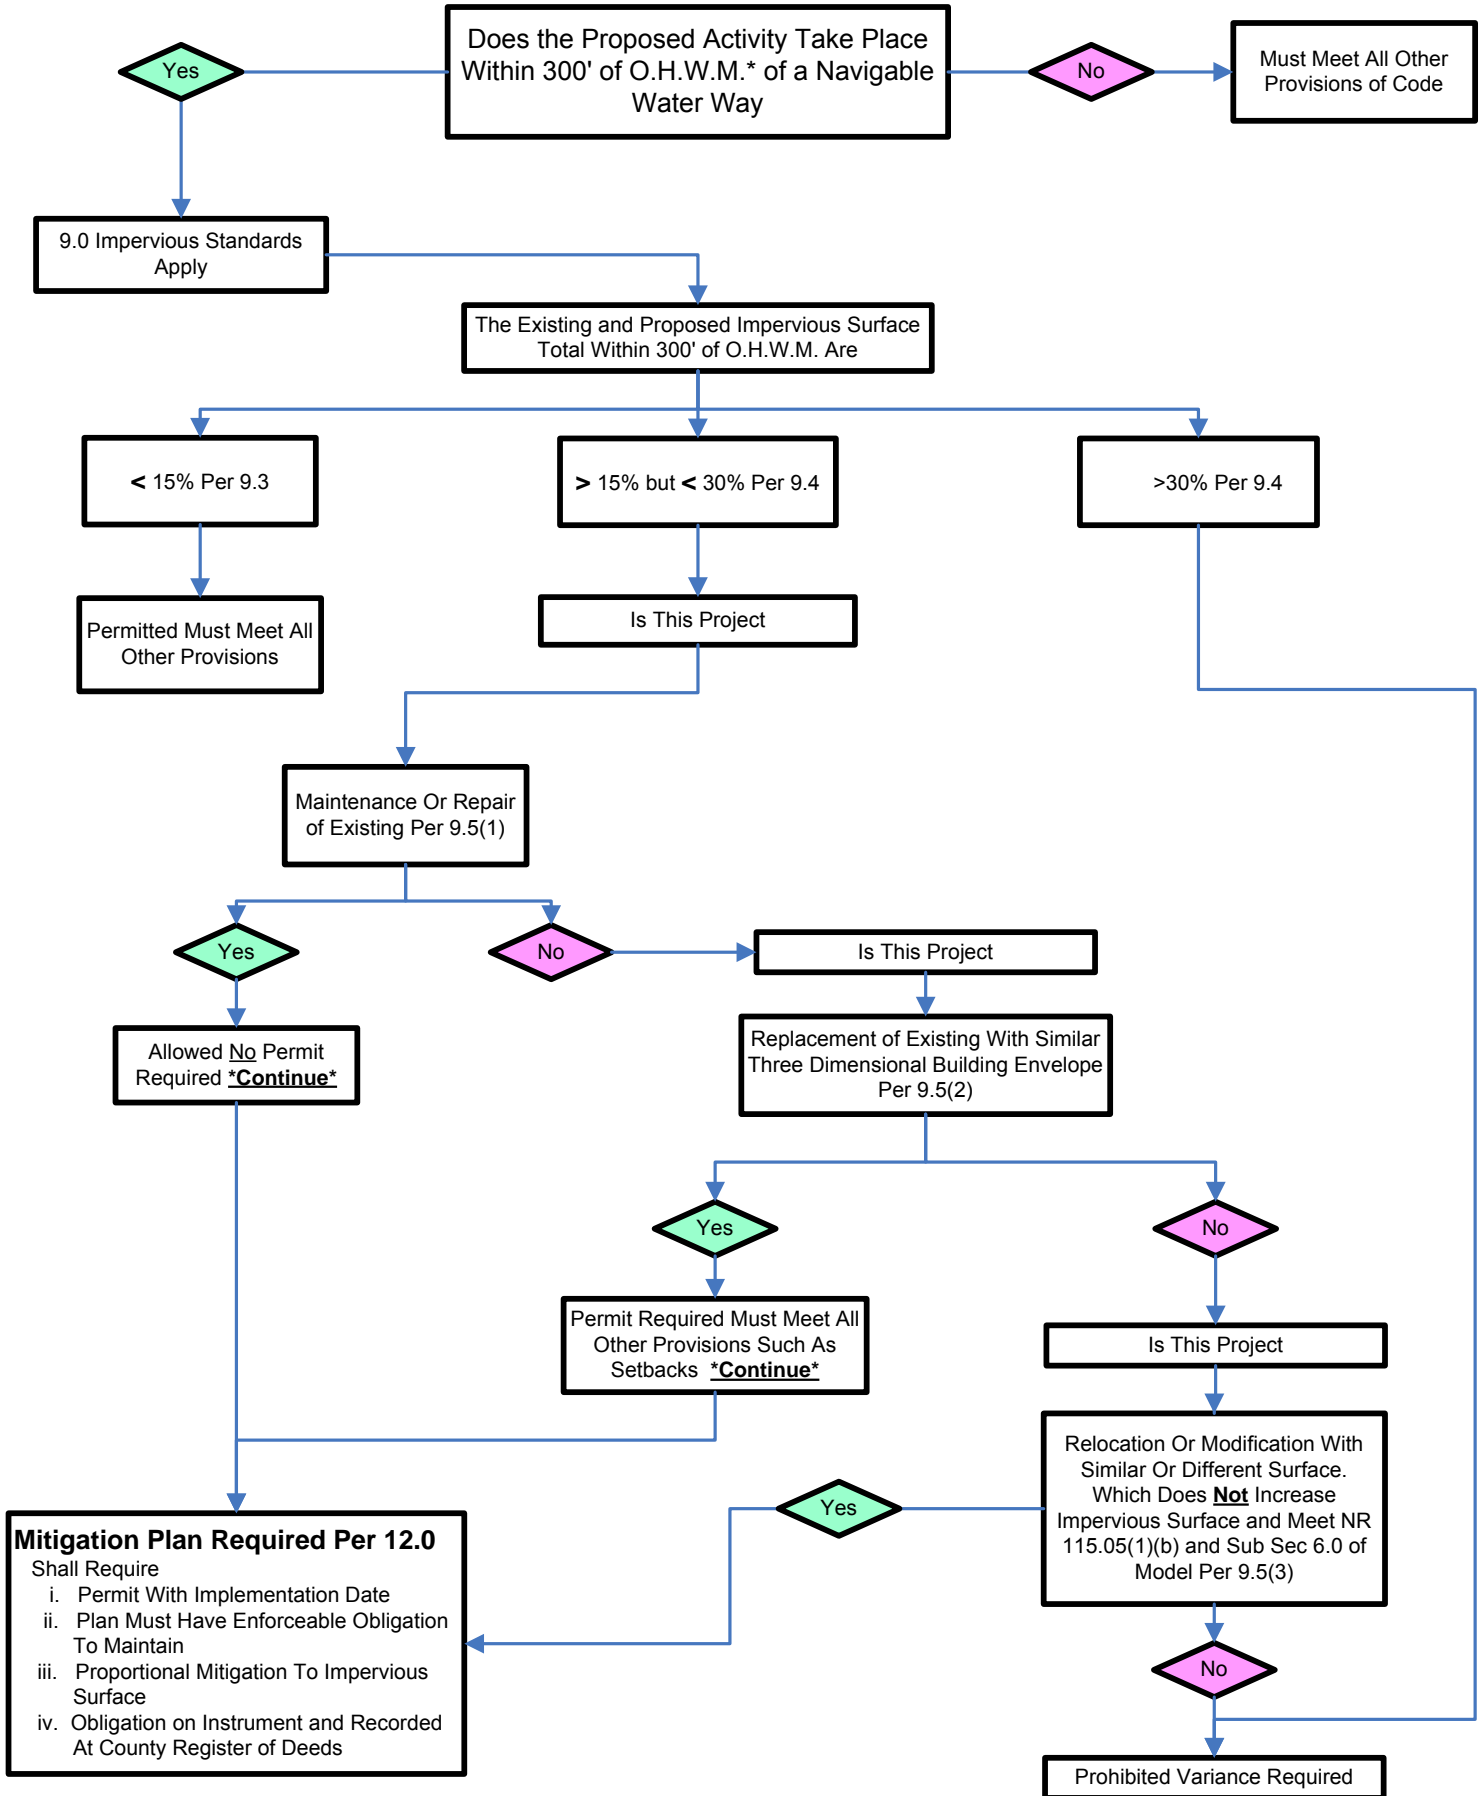 Does the Proposed Activity Take Place
Within 300' of O.H.W.M.* of a Navigable
Water Way
Yes
No
Must Meet All Other
Provisions of Code
9.0 Impervious Standards
Apply
The Existing and Proposed Impervious Surface
Total Within 300' of O.H.W.M. Are
< 15% Per 9.3
> 15% but < 30% Per 9.4
>30% Per 9.4
Permitted Must Meet All
Other Provisions
Is This Project
Maintenance Or Repair
of Existing Per 9.5(1)
Yes
No
Is This Project
Allowed No Permit
Required *Continue*
Replacement of Existing With Similar
Three Dimensional Building Envelope
Per 9.5(2)
Yes
No
Permit Required Must Meet All
Other Provisions Such As
Setbacks *Continue*
Is This Project
Relocation Or Modification With
Similar Or Different Surface.
Which Does Not Increase
Impervious Surface and Meet NR
115.05(1)(b) and Sub Sec 6.0 of
Model Per 9.5(3)
Yes
No
Mitigation Plan Required Per 12.0
Shall Require
i. Permit With Implementation Date
ii. Plan Must Have Enforceable Obligation
To Maintain
iii. Proportional Mitigation To Impervious
Surface
iv. Obligation on Instrument and Recorded
At County Register of Deeds
Prohibited Variance Required